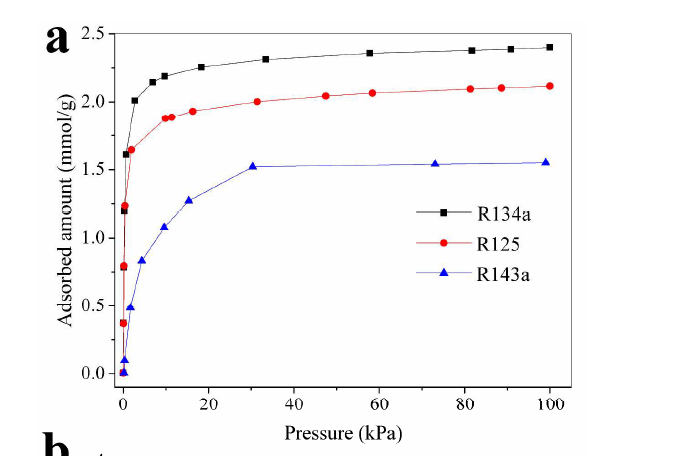 a
2.5
2.0
1.5
1.0
0.5
0.0
Adsorbed amount (mmol/g)
R134a
R125
R143a
0 20 40 60 80 100
Pressure (kPa)
b